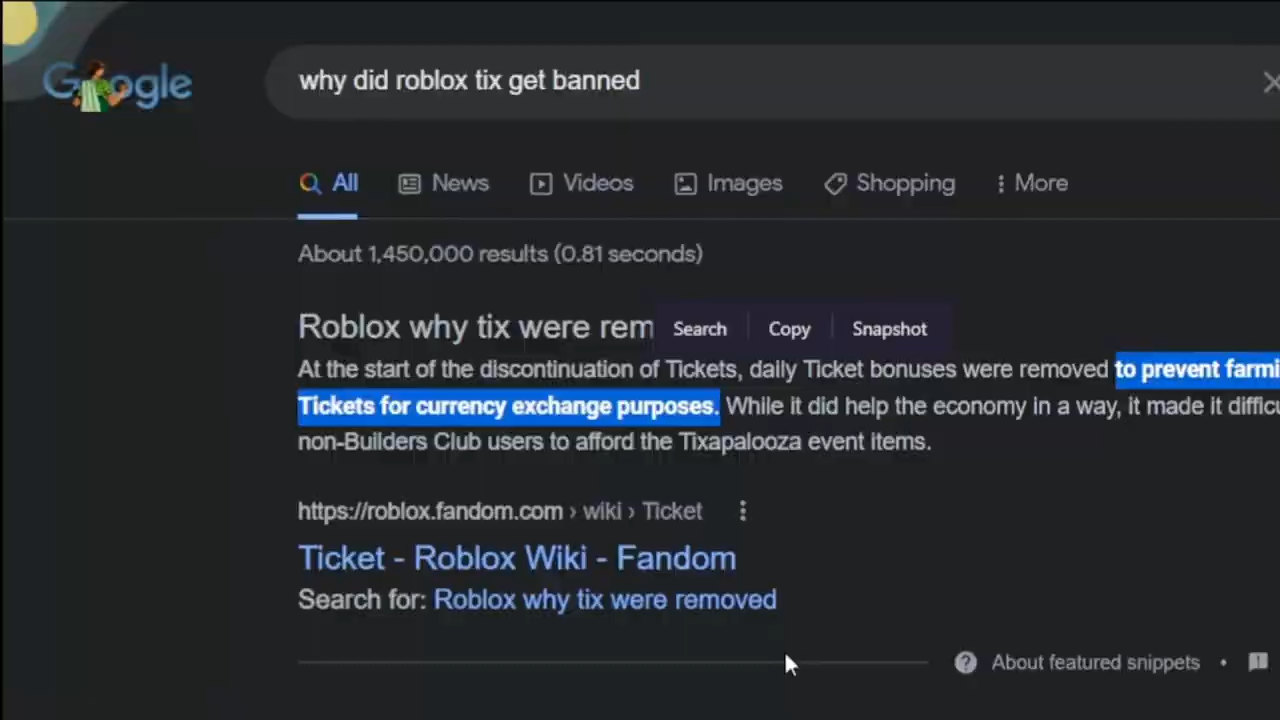 Google
why did roblox tix get banned
All
News
Videos
Images
Shopping
More
About 1,450,000 results (0.81 seconds)
Roblox why tix were
Search
Copy
Snapshot
At the start of the discontinuation of Tickets, daily Ticket bonuses were removed to prevent
Tickets for currency exchange purposes. While it did help the economy in a way, it made it
non-Builders Club users to afford the Tixapalooza event items.
https://roblox.fandom.com › wiki › Ticket
Ticket - Roblox Wiki - Fandom
Search for: Roblox why tix were removed
About featured snippets •